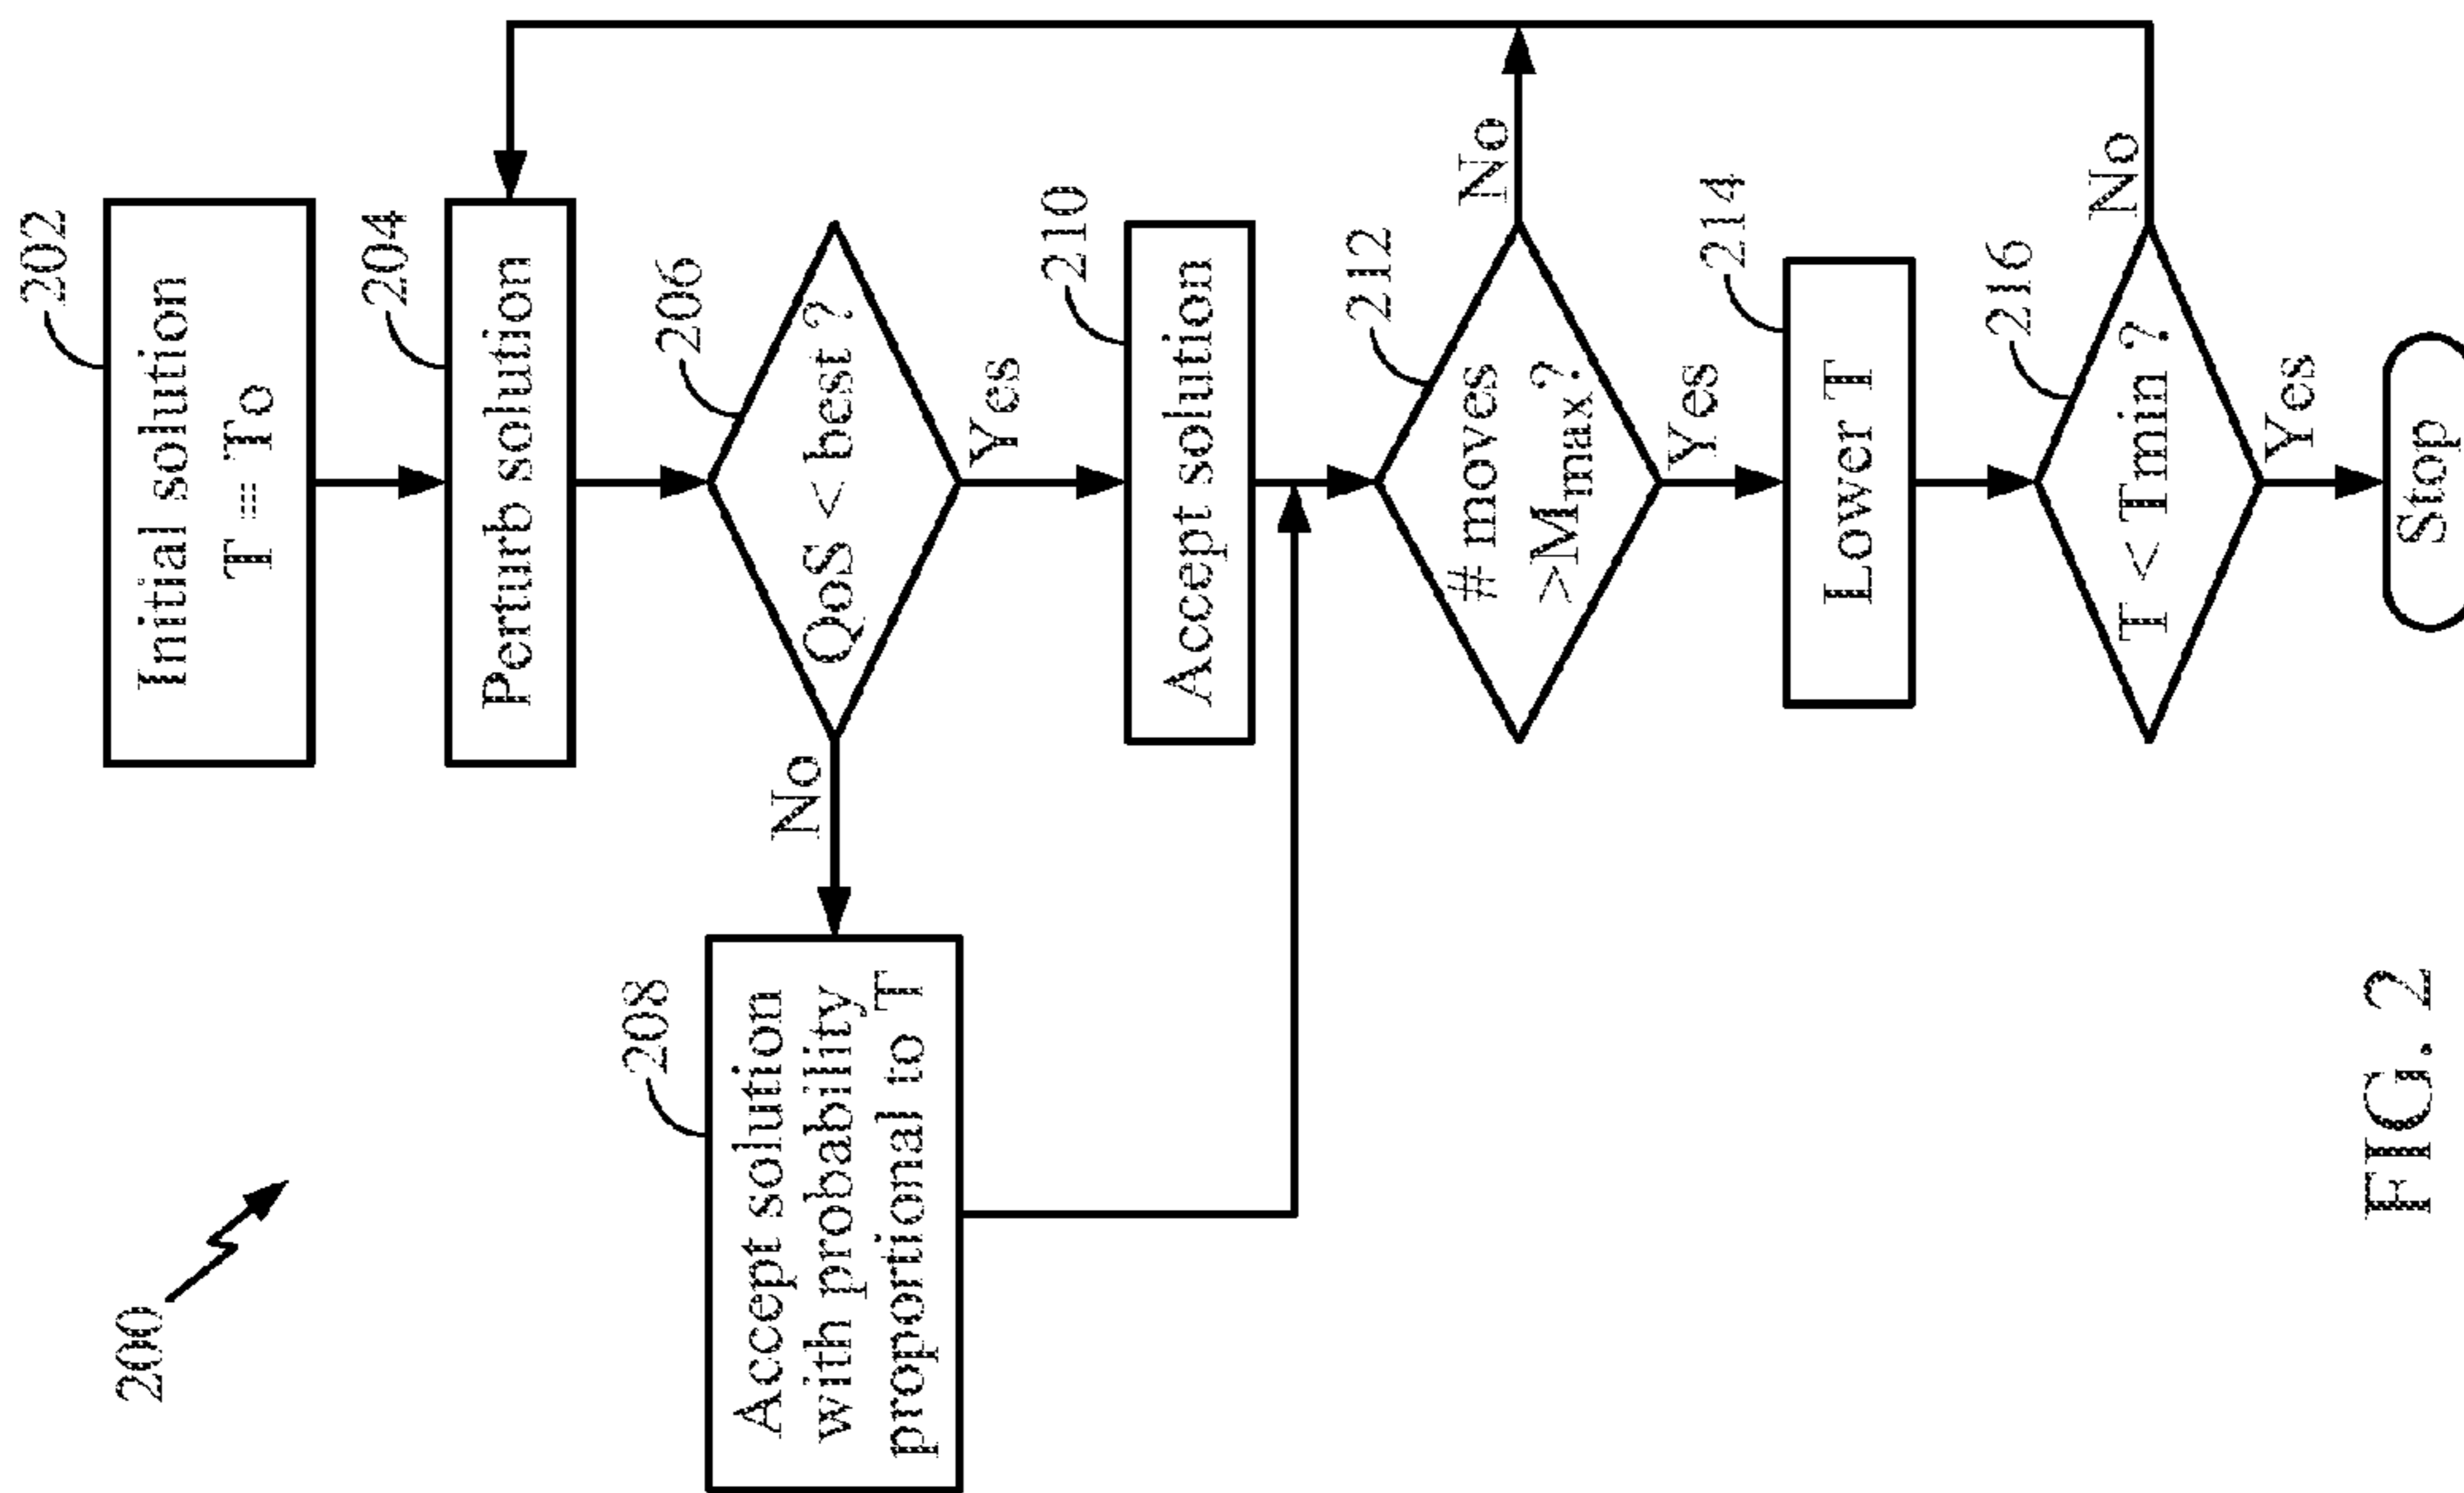 200
202
Initial solution
T = To
204
Perturb solution
206
QoS < best ?
No
Yes
208
Accept solution
with probability
proportional to T
210
Accept solution
212
# moves
>Mmax?
No
Yes
214
Lower T
216
T < Tmin ?
No
Yes
Stop
FIG. 2